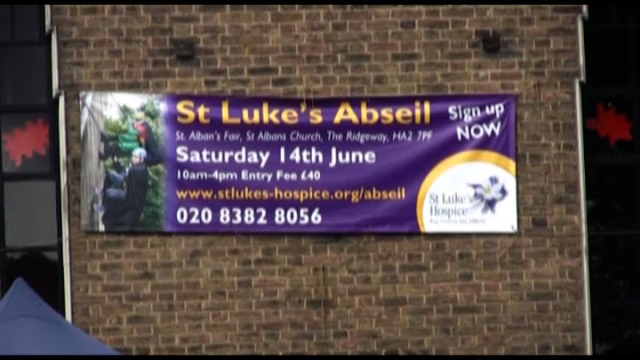 St Luke's Abseil
Sign up
NOW
St. Alban's Fair, St Albans Church, The Ridgeway, HA2 7PF
Saturday 14th June
10am-4pm Entry Fee £40
www.stlukes-hospice.org/abseil
020 8382 8056
St Luke's
Hospice